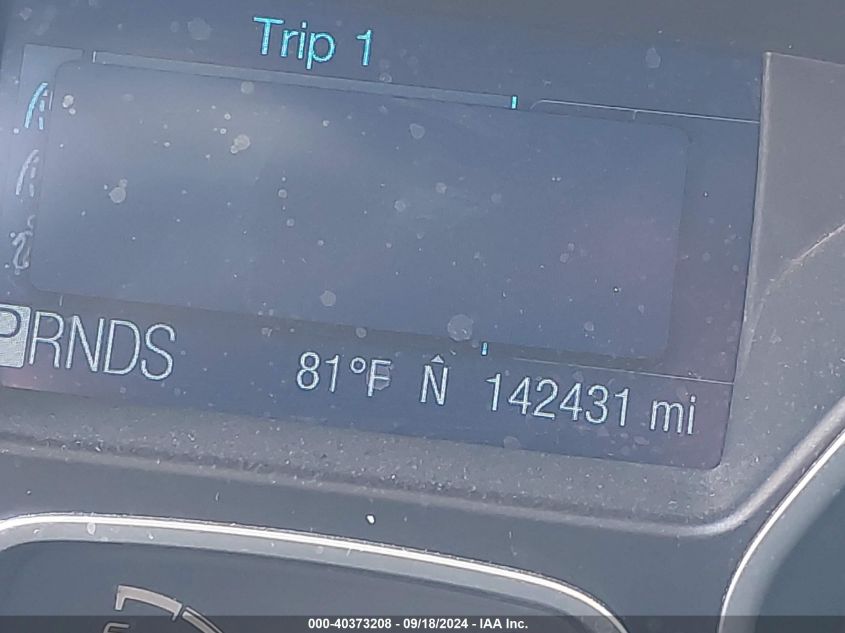 Trip 1
PRNDS 81°F N 142431 mi
000-40373208 - 09/18/2024 - IAA Inc.